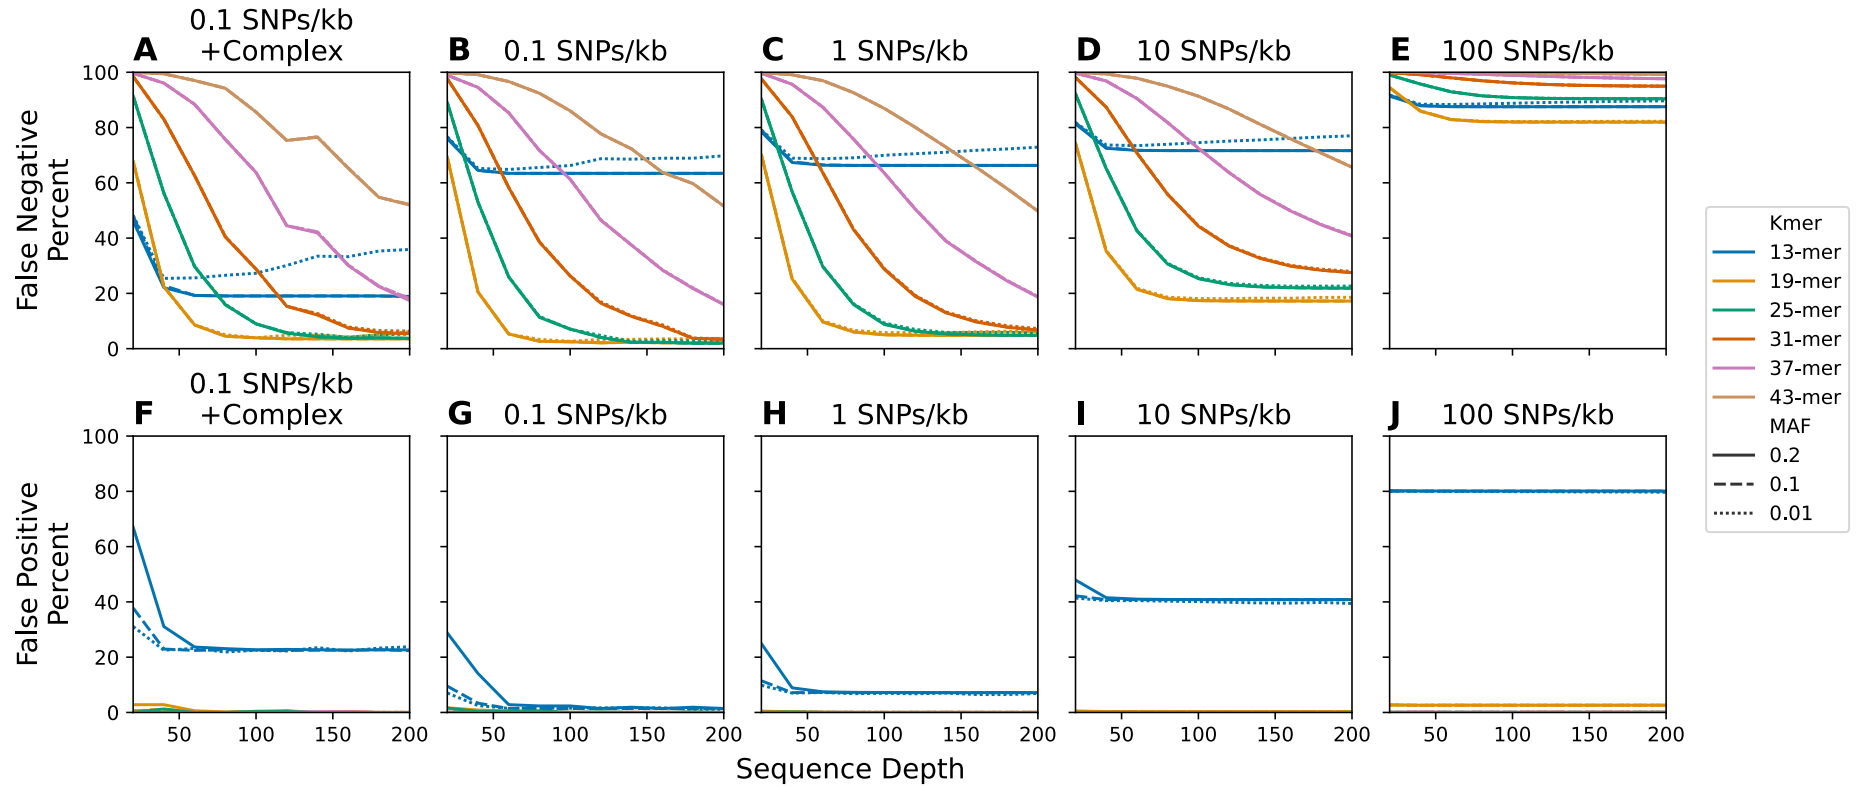 A 0.1 SNPs/kb
+Complex
B 0.1 SNPs/kb
C 1 SNPs/kb
D 10 SNPs/kb
E 100 SNPs/kb
False Negative
Percent
100
80
60
40
20
0
F 0.1 SNPs/kb
+Complex
G 0.1 SNPs/kb
H 1 SNPs/kb
I 10 SNPs/kb
J 100 SNPs/kb
False Positive
Percent
100
80
60
40
20
0
50 100 150 200
50 100 150 200
50 100 150 200
50 100 150 200
50 100 150 200
Sequence Depth
Kmer
13-mer
19-mer
25-mer
31-mer
37-mer
43-mer
MAF
0.2
0.1
0.01